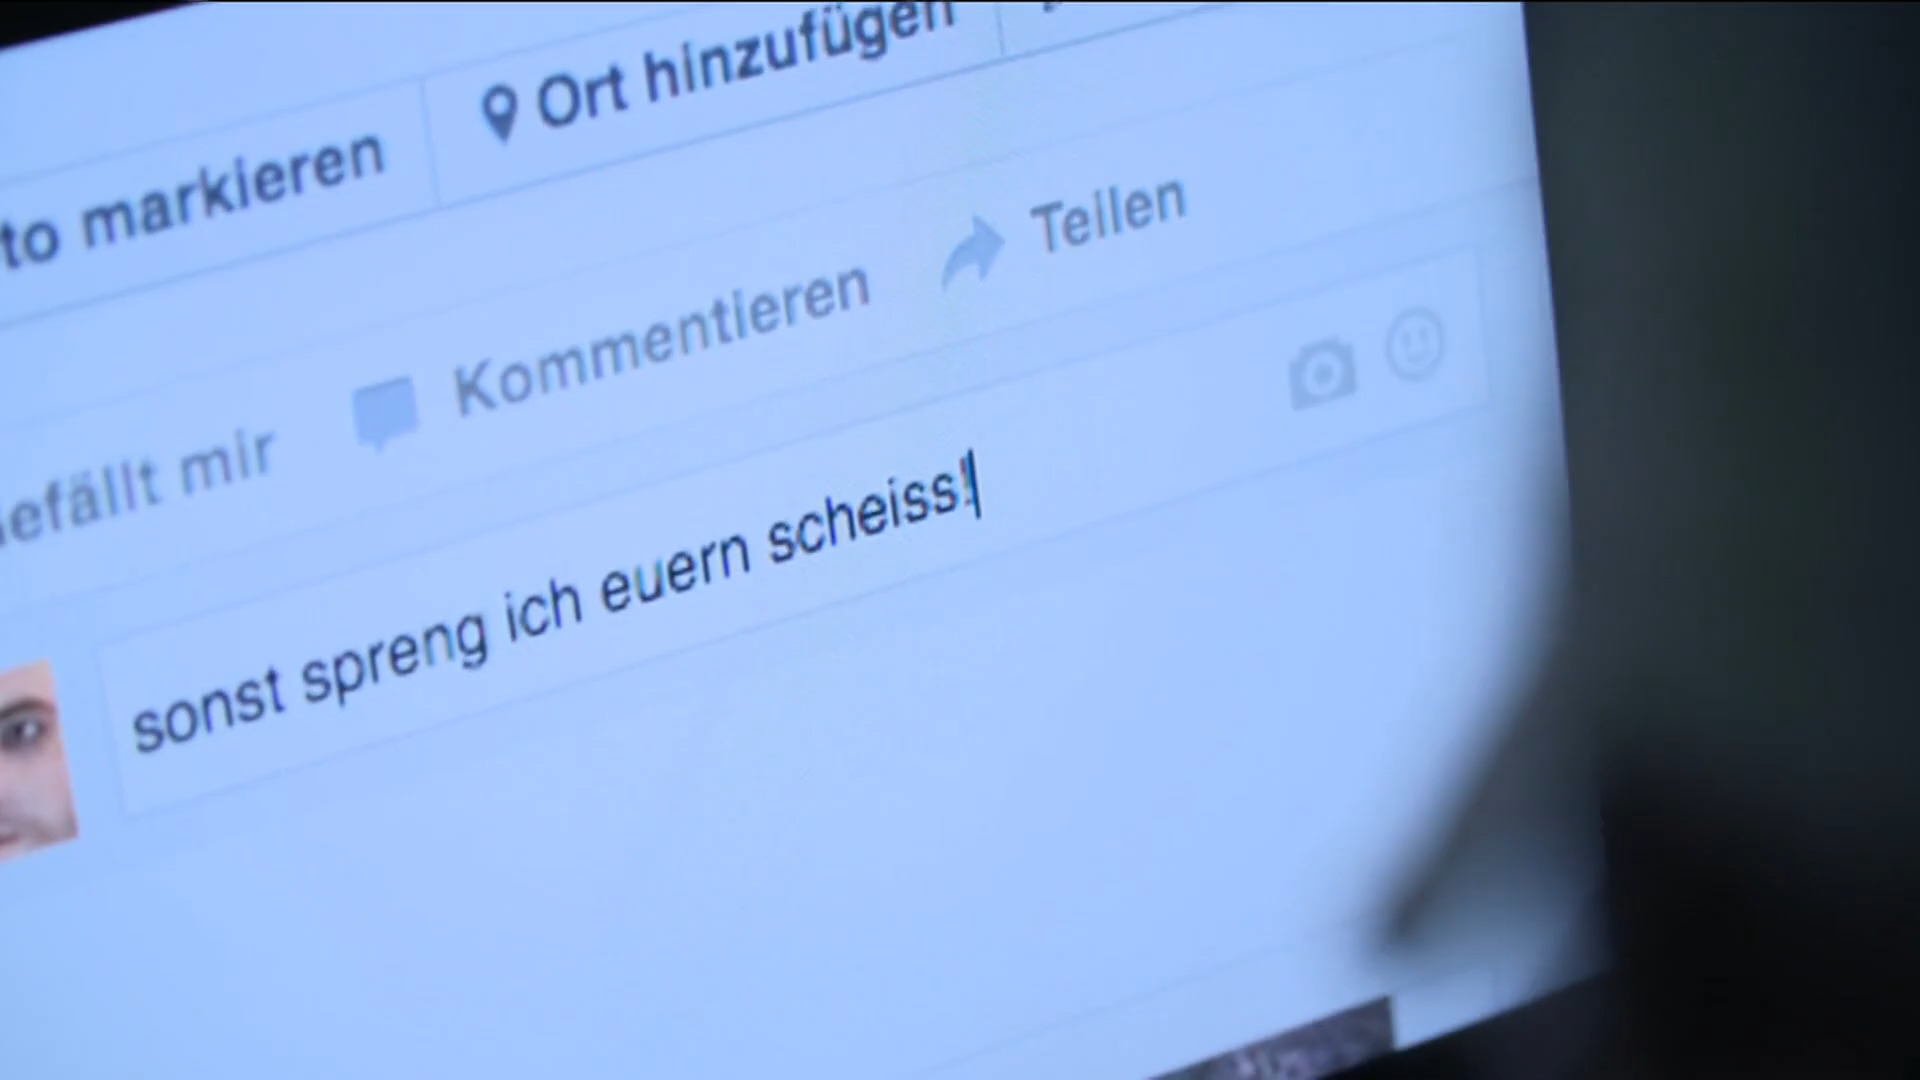 to markieren
Ort hinzufügen
efällt mir
Kommentieren
Teilen
sonst spreng ich euern scheiss!